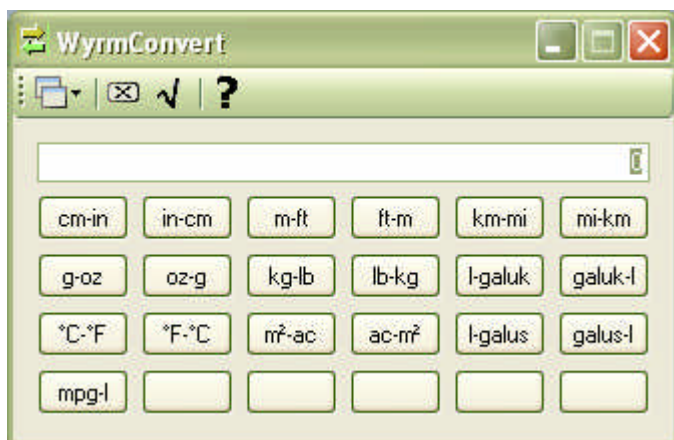 WyrmConvert
?
0
cm-in in-cm m-ft ft-m km-mi mi-km
g-oz oz-g kg-lb lb-kg l-galuk galuk-l
°C-°F °F-°C m²-ac ac-m² l-galus galus-l
mpg-l